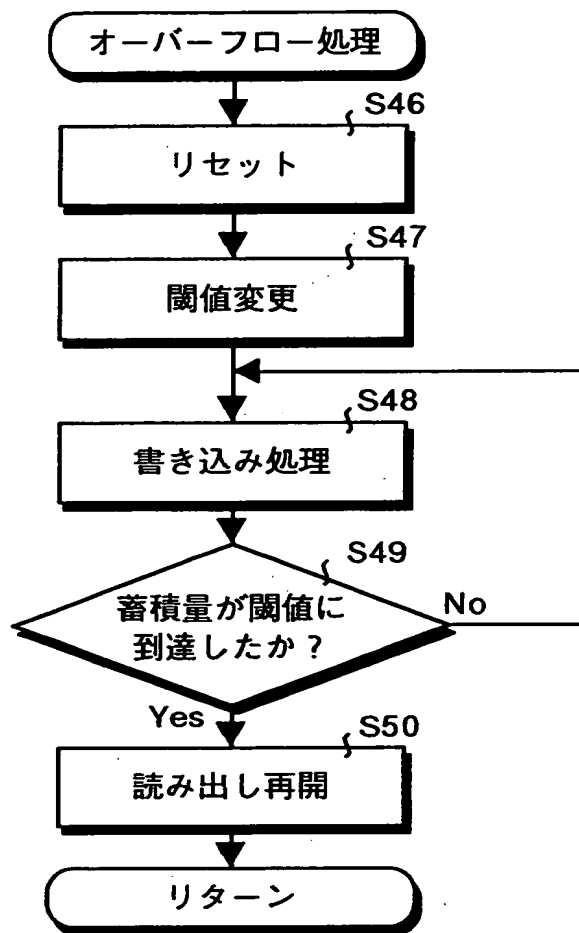 オーバーフロー処理
S46
リセット
S47
閾値変更
S48
書き込み処理
S49
蓄積量が閾値に
到達したか？
No
Yes
S50
読み出し再開
リターン